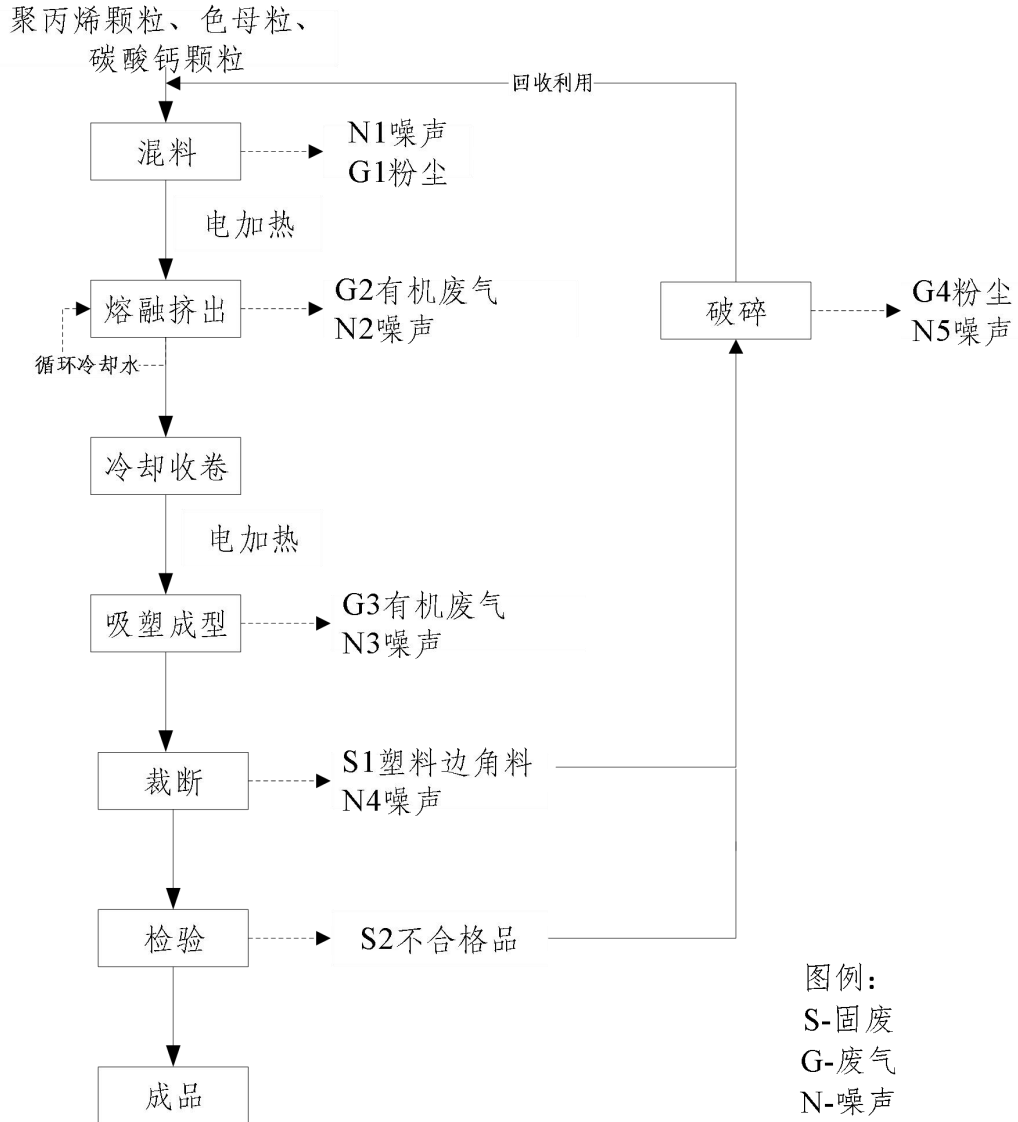 聚丙烯颗粒、色母粒、
碳酸钙颗粒
回收利用
混料
N1噪声
G1粉尘
电加热
熔融挤出
G2有机废气
N2噪声
破碎
G4粉尘
N5噪声
循环冷却水
冷却收卷
电加热
吸塑成型
G3有机废气
N3噪声
裁断
S1塑料边角料
N4噪声
检验
S2不合格品
成品
图例：
S-固废
G-废气
N-噪声